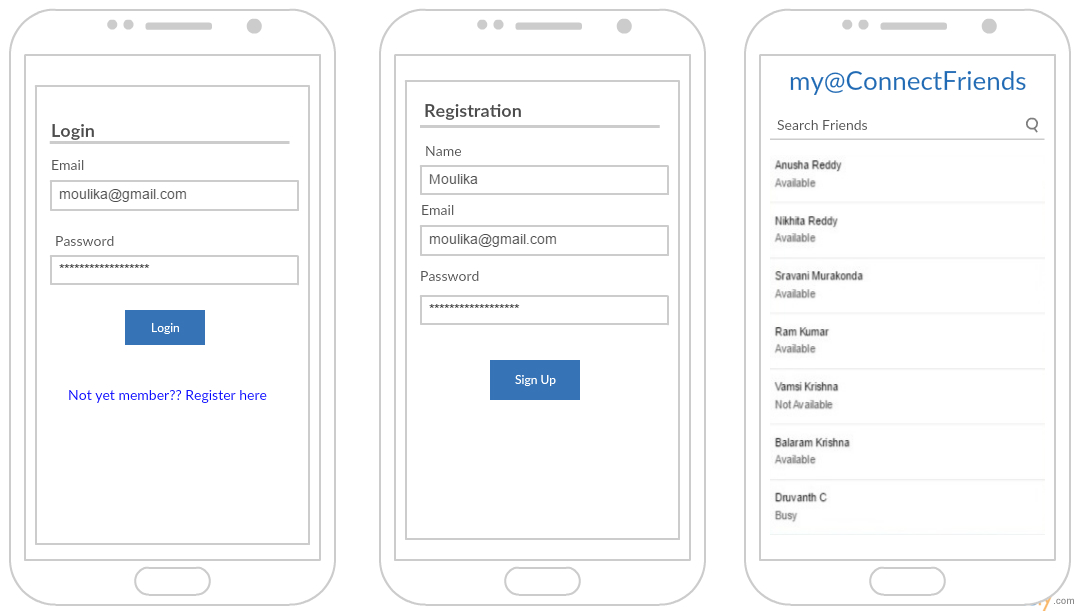 Login
Email
moulika@gmail.com
Password
******************
Login
Not yet member?? Register here
Registration
Name
Moulika
Email
moulika@gmail.com
Password
******************
Sign Up
my@ConnectFriends
Search Friends
Anusha Reddy
Available
Nikhita Reddy
Available
Sravani Murakonda
Available
Ram Kumar
Available
Vamsi Krishna
Not Available
Balaram Krishna
Available
Druvanth C
Busy
.com